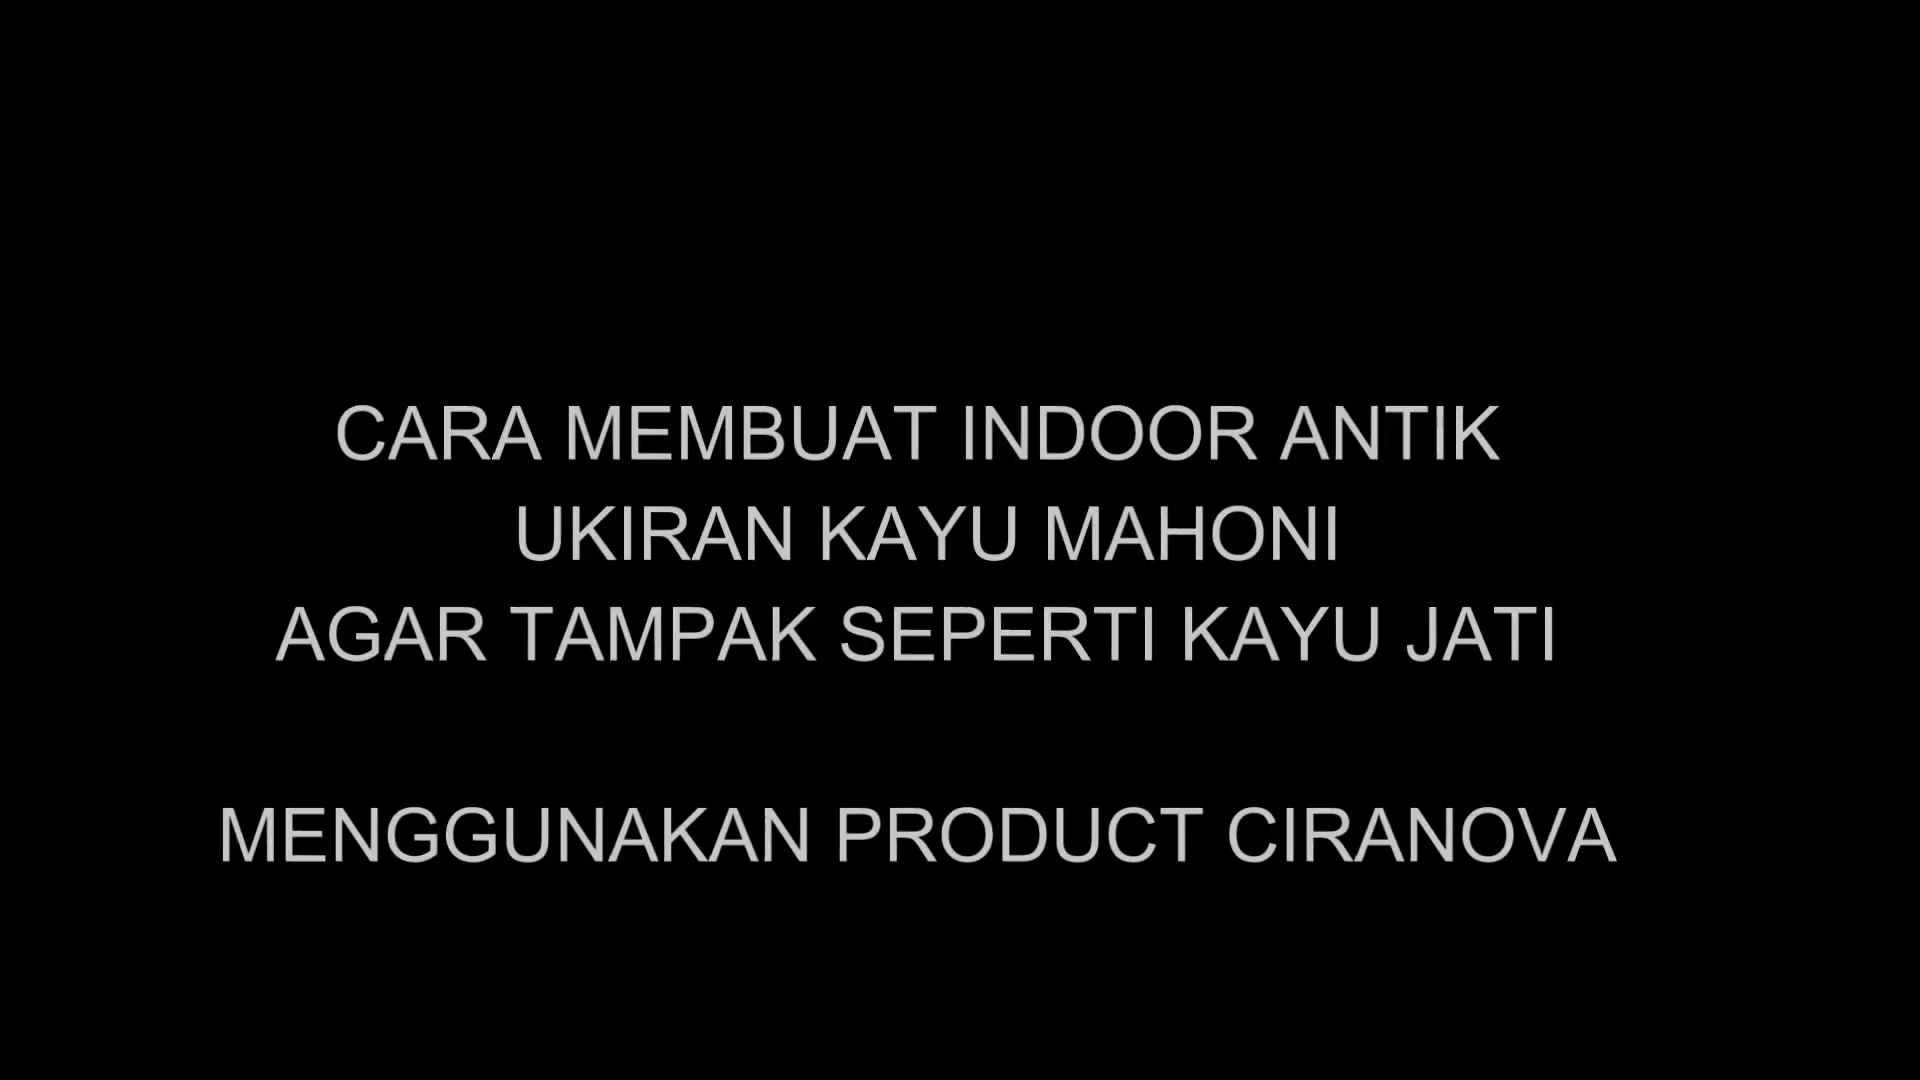 CARA MEMBUAT INDOOR ANTIK
UKIRAN KAYU MAHONI
AGAR TAMPAK SEPERTI KAYU JATI
MENGGUNAKAN PRODUCT CIRANOVA